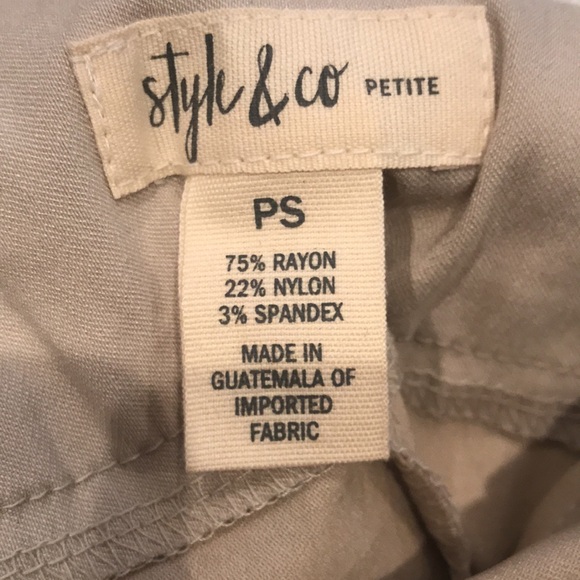 style & co PETITE
PS
75% RAYON
22% NYLON
3% SPANDEX
MADE IN
GUATEMALA OF
IMPORTED
FABRIC